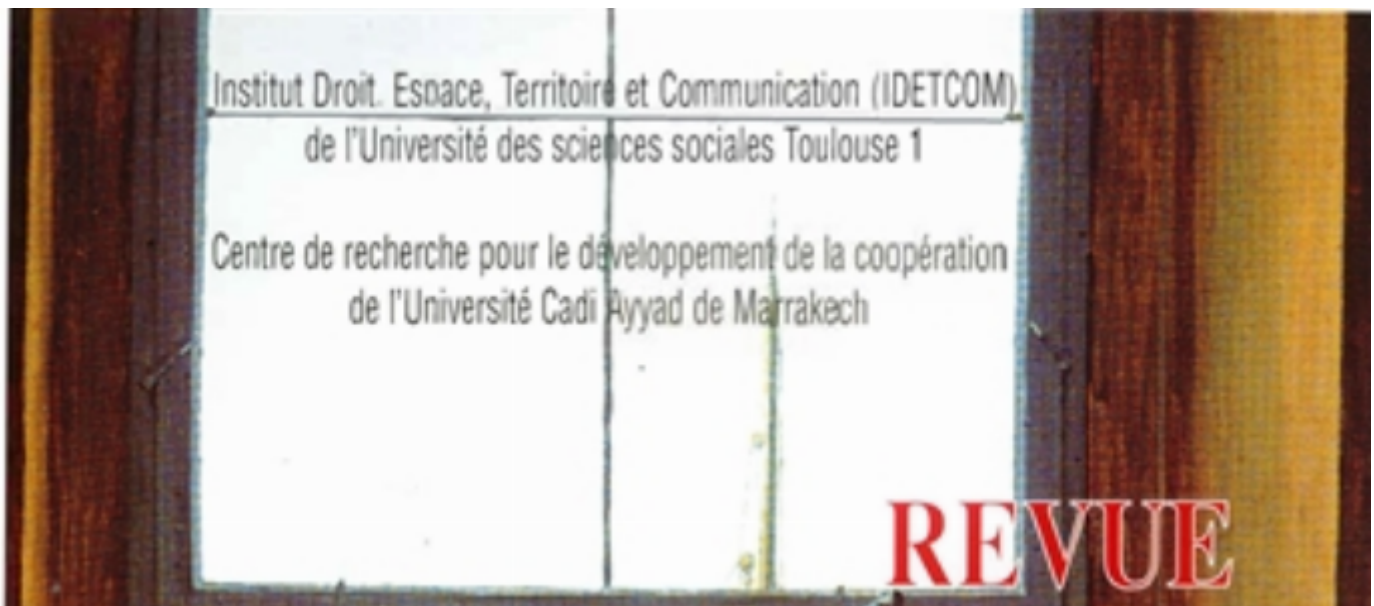 Institut Droit. Espace, Territoire et Communication (IDETCOM)
de l'Université des sciences sociales Toulouse 1
Centre de recherche pour le développement de la coopération
de l'Université Cadi Ayyad de Marrakech
REVUE